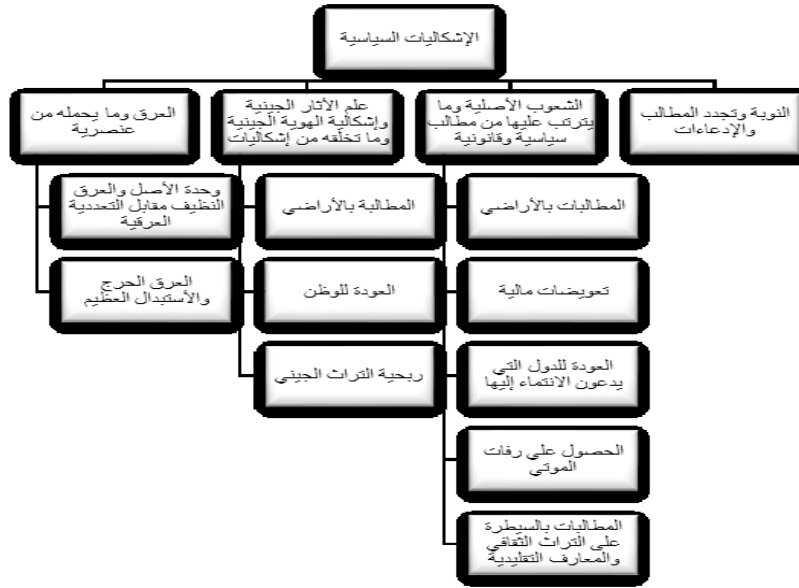 الإشكاليات السياسية
النوبة وتجدد المطالب
والإدعاءات
الشعوب الأصلية وما
يترتب عليها من مطالب
سياسية وقانونية
علم الأثار الجينية
وإشكالية الهوية الجينية
وما تخلقه من إشكاليات
العرق وما يحمله من
عنصرية
المطالبات بالأراضي
تعويضات مالية
العودة للدول التي
يدعون الانتماء إليها
الحصول علي رفات
الموتي
المطالبات بالسيطرة
على التراث الثقافي
والمعارف التقليدية
المطالبة بالأراضي
العودة للوطن
ربحية التراث الجيني
وحدة الأصل والعرق
النظيف مقابل التعددية
العرقية
العرق الحرج
والأستبدال العظيم